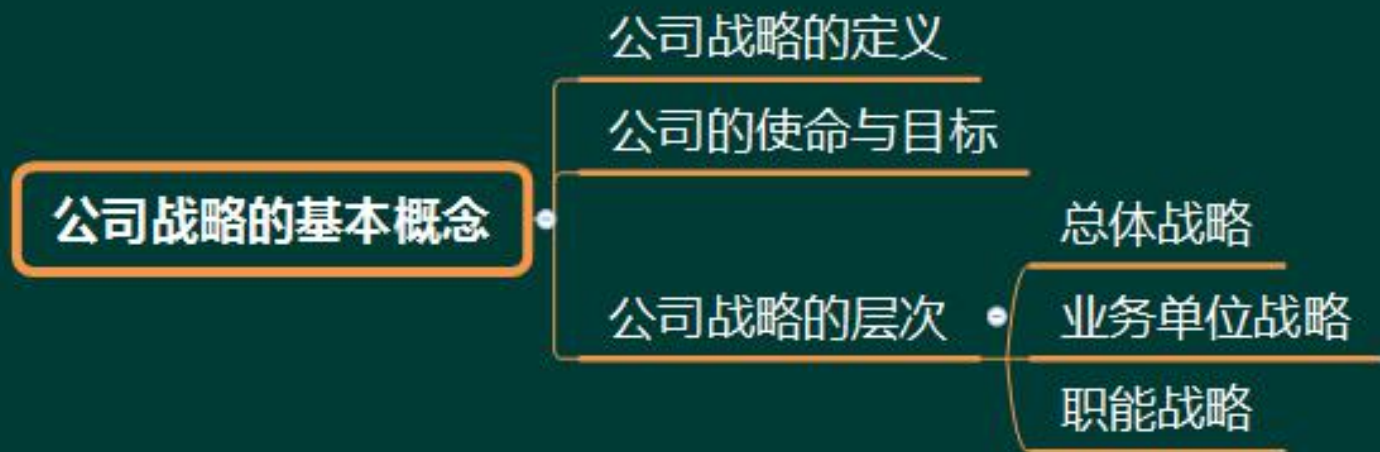 公司战略的定义
公司的使命与目标
公司战略的基本概念
总体战略
公司战略的层次
业务单位战略
职能战略